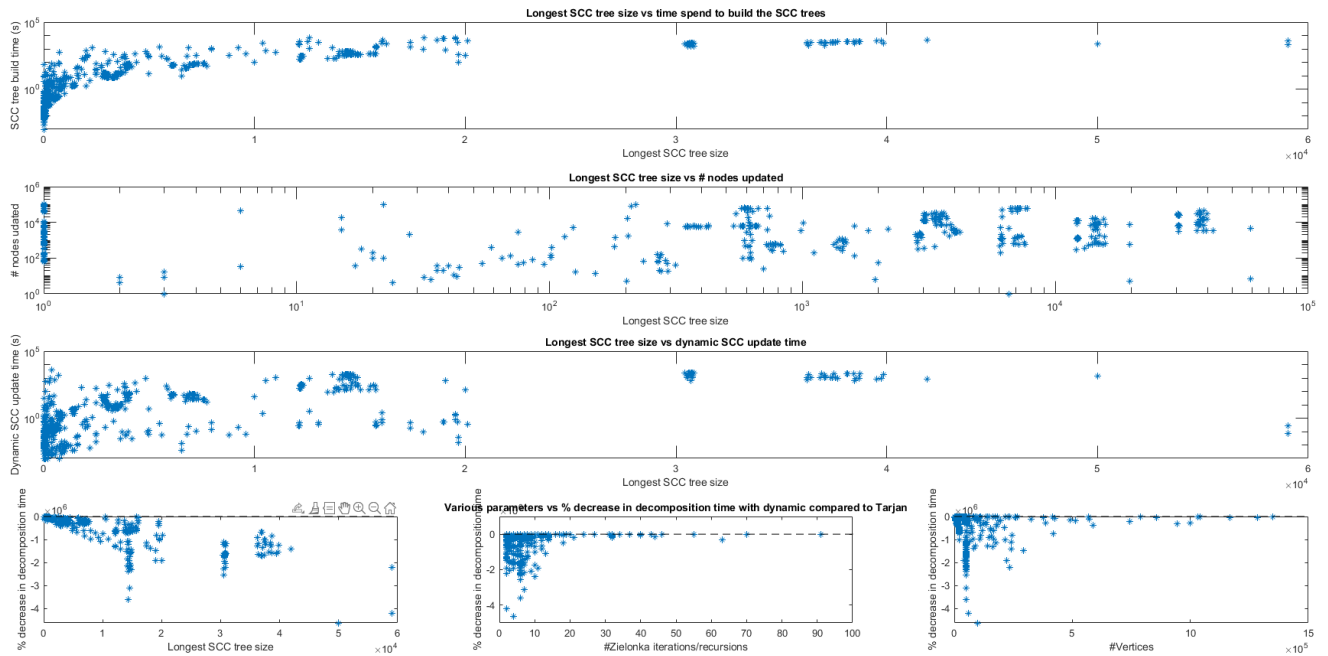 Longest SCC tree size vs time spend to build the SCC trees
SCC tree build time (s)
10^5
10^0
0 1 2 3 4 5 6
Longest SCC tree size
×10^4
Longest SCC tree size vs # nodes updated
# nodes udated
10^6
10^4
10^2
10^0
10^0 10^1 10^2 10^3 10^4 10^5
Longest SCC tree size
Longest SCC tree size vs dynamic SCC update time
Dynamic SCC update time (s)
10^5
10^0
0 1 2 3 4 5 6
Longest SCC tree size
×10^4
Various parameters vs % decrease in decomposition time with dynamic compared to Tarjan
% decrease in decomposition time
×10^6
0
-1
-2
-3
-4
0 1 2 3 4 5 6
Longest SCC tree size
×10^4
% decrease in decomposition time
0
-2
-4
0 10 20 30 40 50 60 70 80 90 100
#Zielonka iterations/recursions
% decrease in decomposition time
×10^6
0
-1
-2
-3
-4
0 5 10 15
#Vertices
×10^5